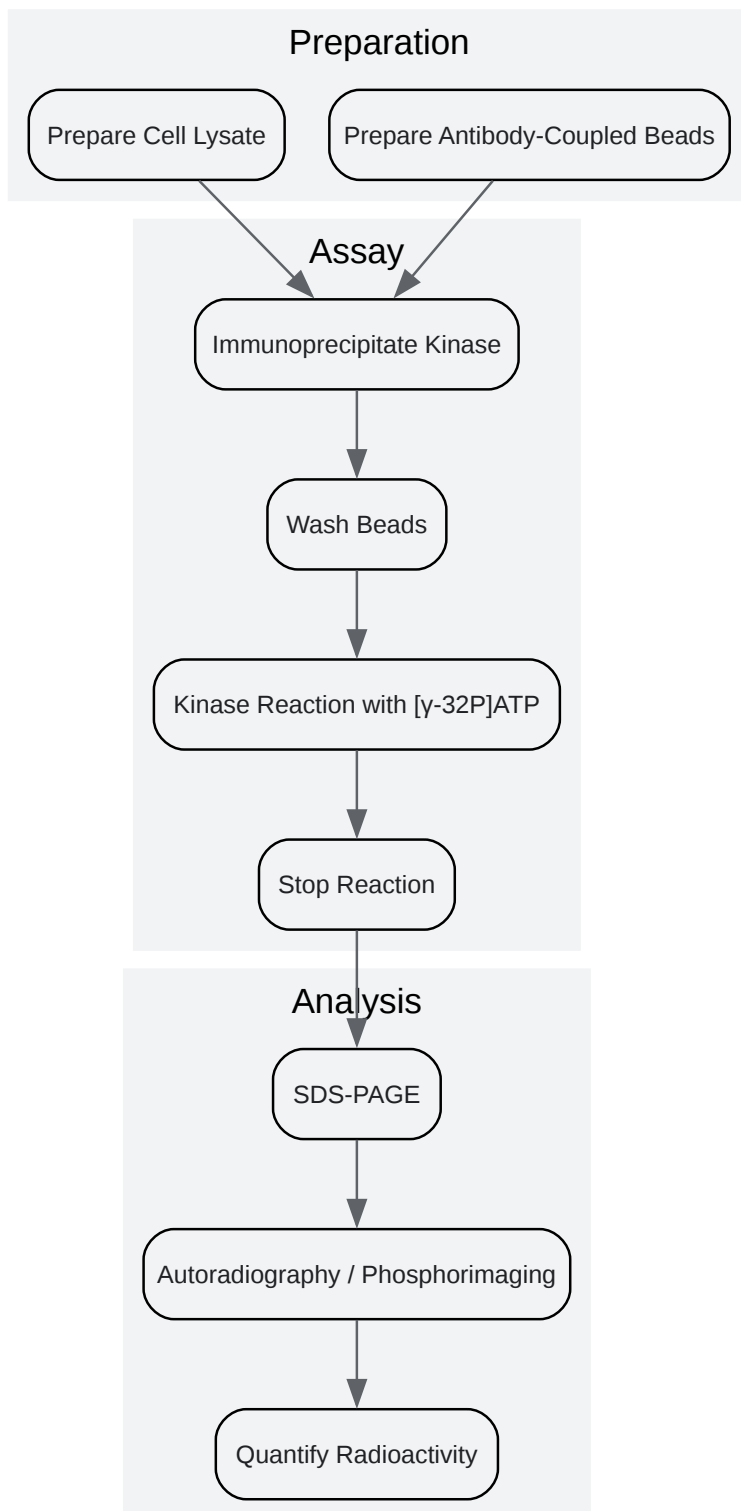 Preparation
Prepare Cell Lysate
Prepare Antibody-Coupled Beads
Assay
Immunoprecipitate Kinase
Wash Beads
Kinase Reaction with [γ-32P]ATP
Stop Reaction
Analysis
SDS-PAGE
Autoradiography / Phosphorimaging
Quantify Radioactivity